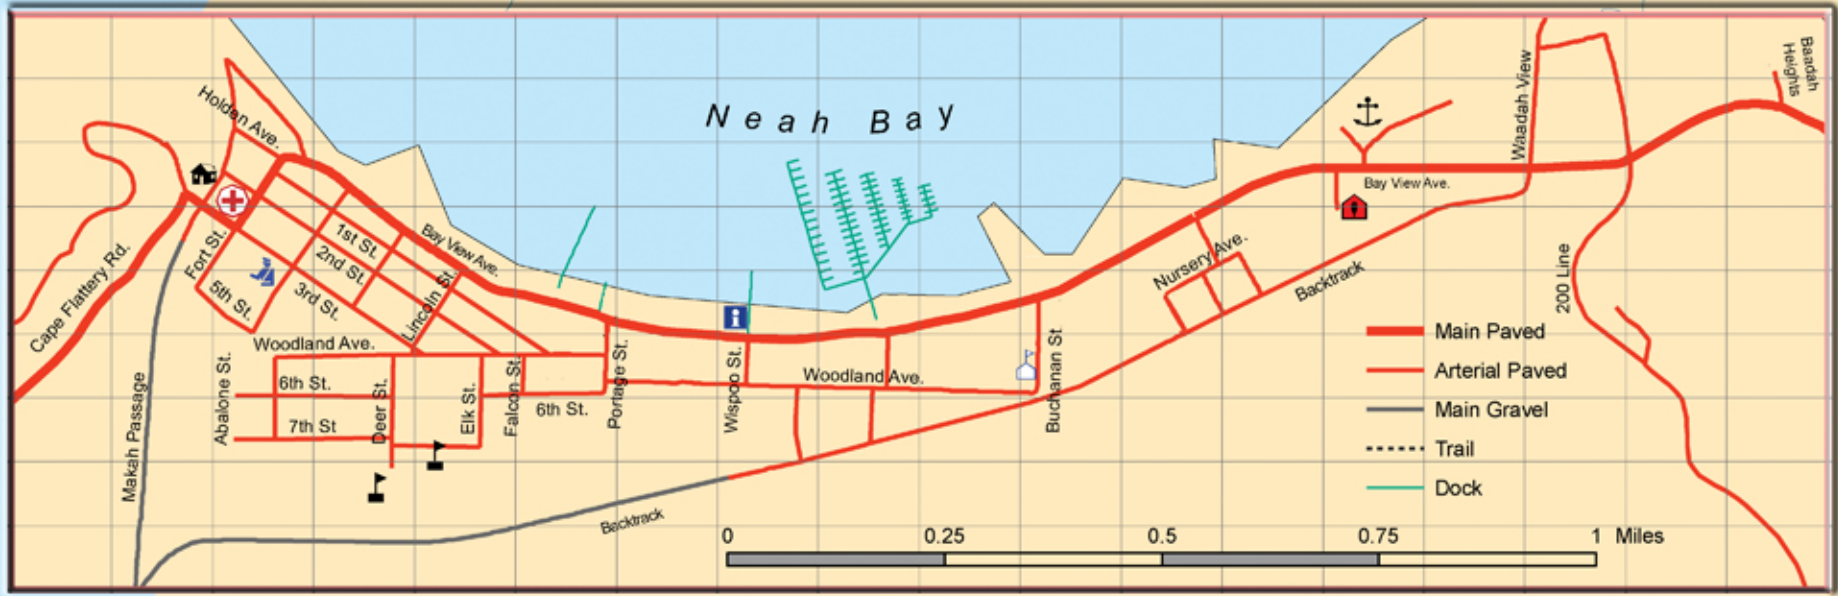 Neah Bay
Holden Ave.
Cape Flattery Rd.
Fort St.
5th St.
1st St.
2nd St.
3rd St.
Bay View Ave.
Lincoln St.
Makah Passage
Woodland Ave.
Abalone St.
6th St.
7th St
Deer St.
Elk St.
Falcon St.
6th St.
Portage St.
Wispoo St.
Woodland Ave.
Buchanan St
Backtrack
Nursery Ave.
Backtrack
Bay View Ave.
Waadah View
Baadah
Heights
200 Line
Main Paved
Arterial Paved
Main Gravel
Trail
Dock
0 0.25 0.5 0.75 1 Miles
i